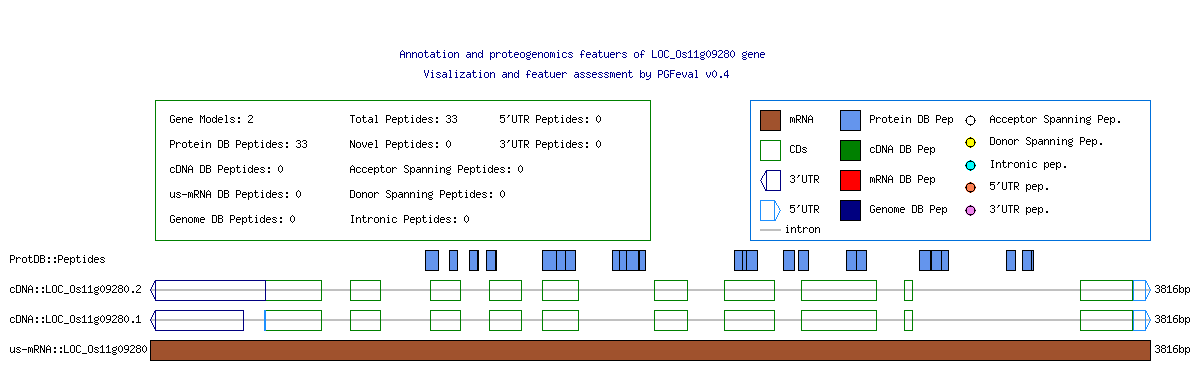 Annotation and proteogenomics featuers of LOC_Os11g09280 gene
Visalization and featuer assessment by PGFeval v0.4
Gene Models: 2 Total Peptides: 33 5'UTR Peptides: 0
Protein DB Peptides: 33 Novel Peptides: 0 3'UTR Peptides: 0
cDNA DB Peptides: 0 Acceptor Spanning Peptides: 0
us-mRNA DB Peptides: 0 Donor Spanning Peptides: 0
Genome DB Peptides: 0 Intronic Peptides: 0
mRNA Protein DB Pep Acceptor Spanning Pep.
CDs cDNA DB Pep Donor Spanning Pep.
3'UTR mRNA DB Pep Intronic pep.
5'UTR Genome DB Pep 5'UTR pep.
intron 3'UTR pep.
ProtDB::Peptides
cDNA::LOC_Os11g09280.2 3816bp
cDNA::LOC_Os11g09280.1 3816bp
us-mRNA::LOC_Os11g09280 3816bp